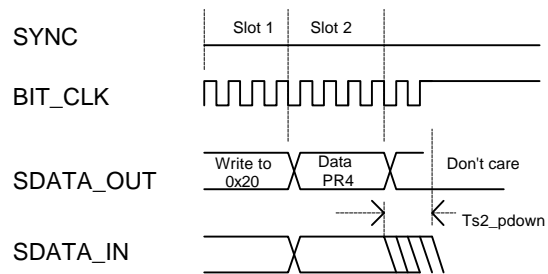 SYNC
Slot 1
Slot 2
BIT_CLK
SDATA_OUT
Write to
0x20
Data
PR4
Don't care
Ts2_pdown
SDATA_IN